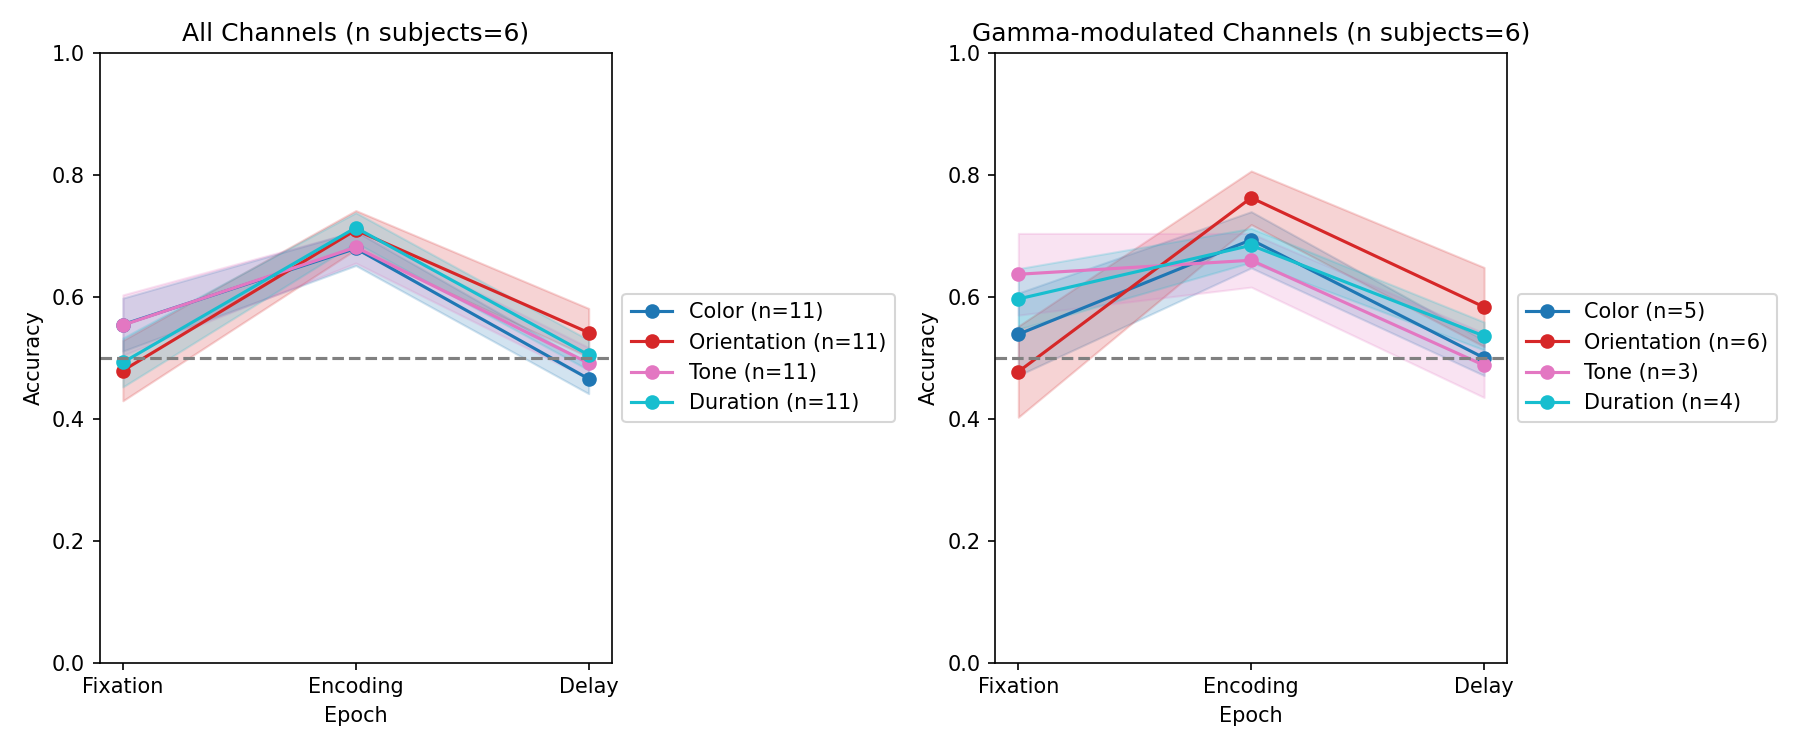 All Channels (n subjects=6)
1.0
0.8
0.6
0.4
0.2
0.0
Accuracy
Fixation
Encoding
Delay
Epoch
Color (n=11)
Orientation (n=11)
Tone (n=11)
Duration (n=11)
Gamma-modulated Channels (n subjects=6)
1.0
0.8
0.6
0.4
0.2
0.0
Accuracy
Fixation
Encoding
Delay
Epoch
Color (n=5)
Orientation (n=6)
Tone (n=3)
Duration (n=4)